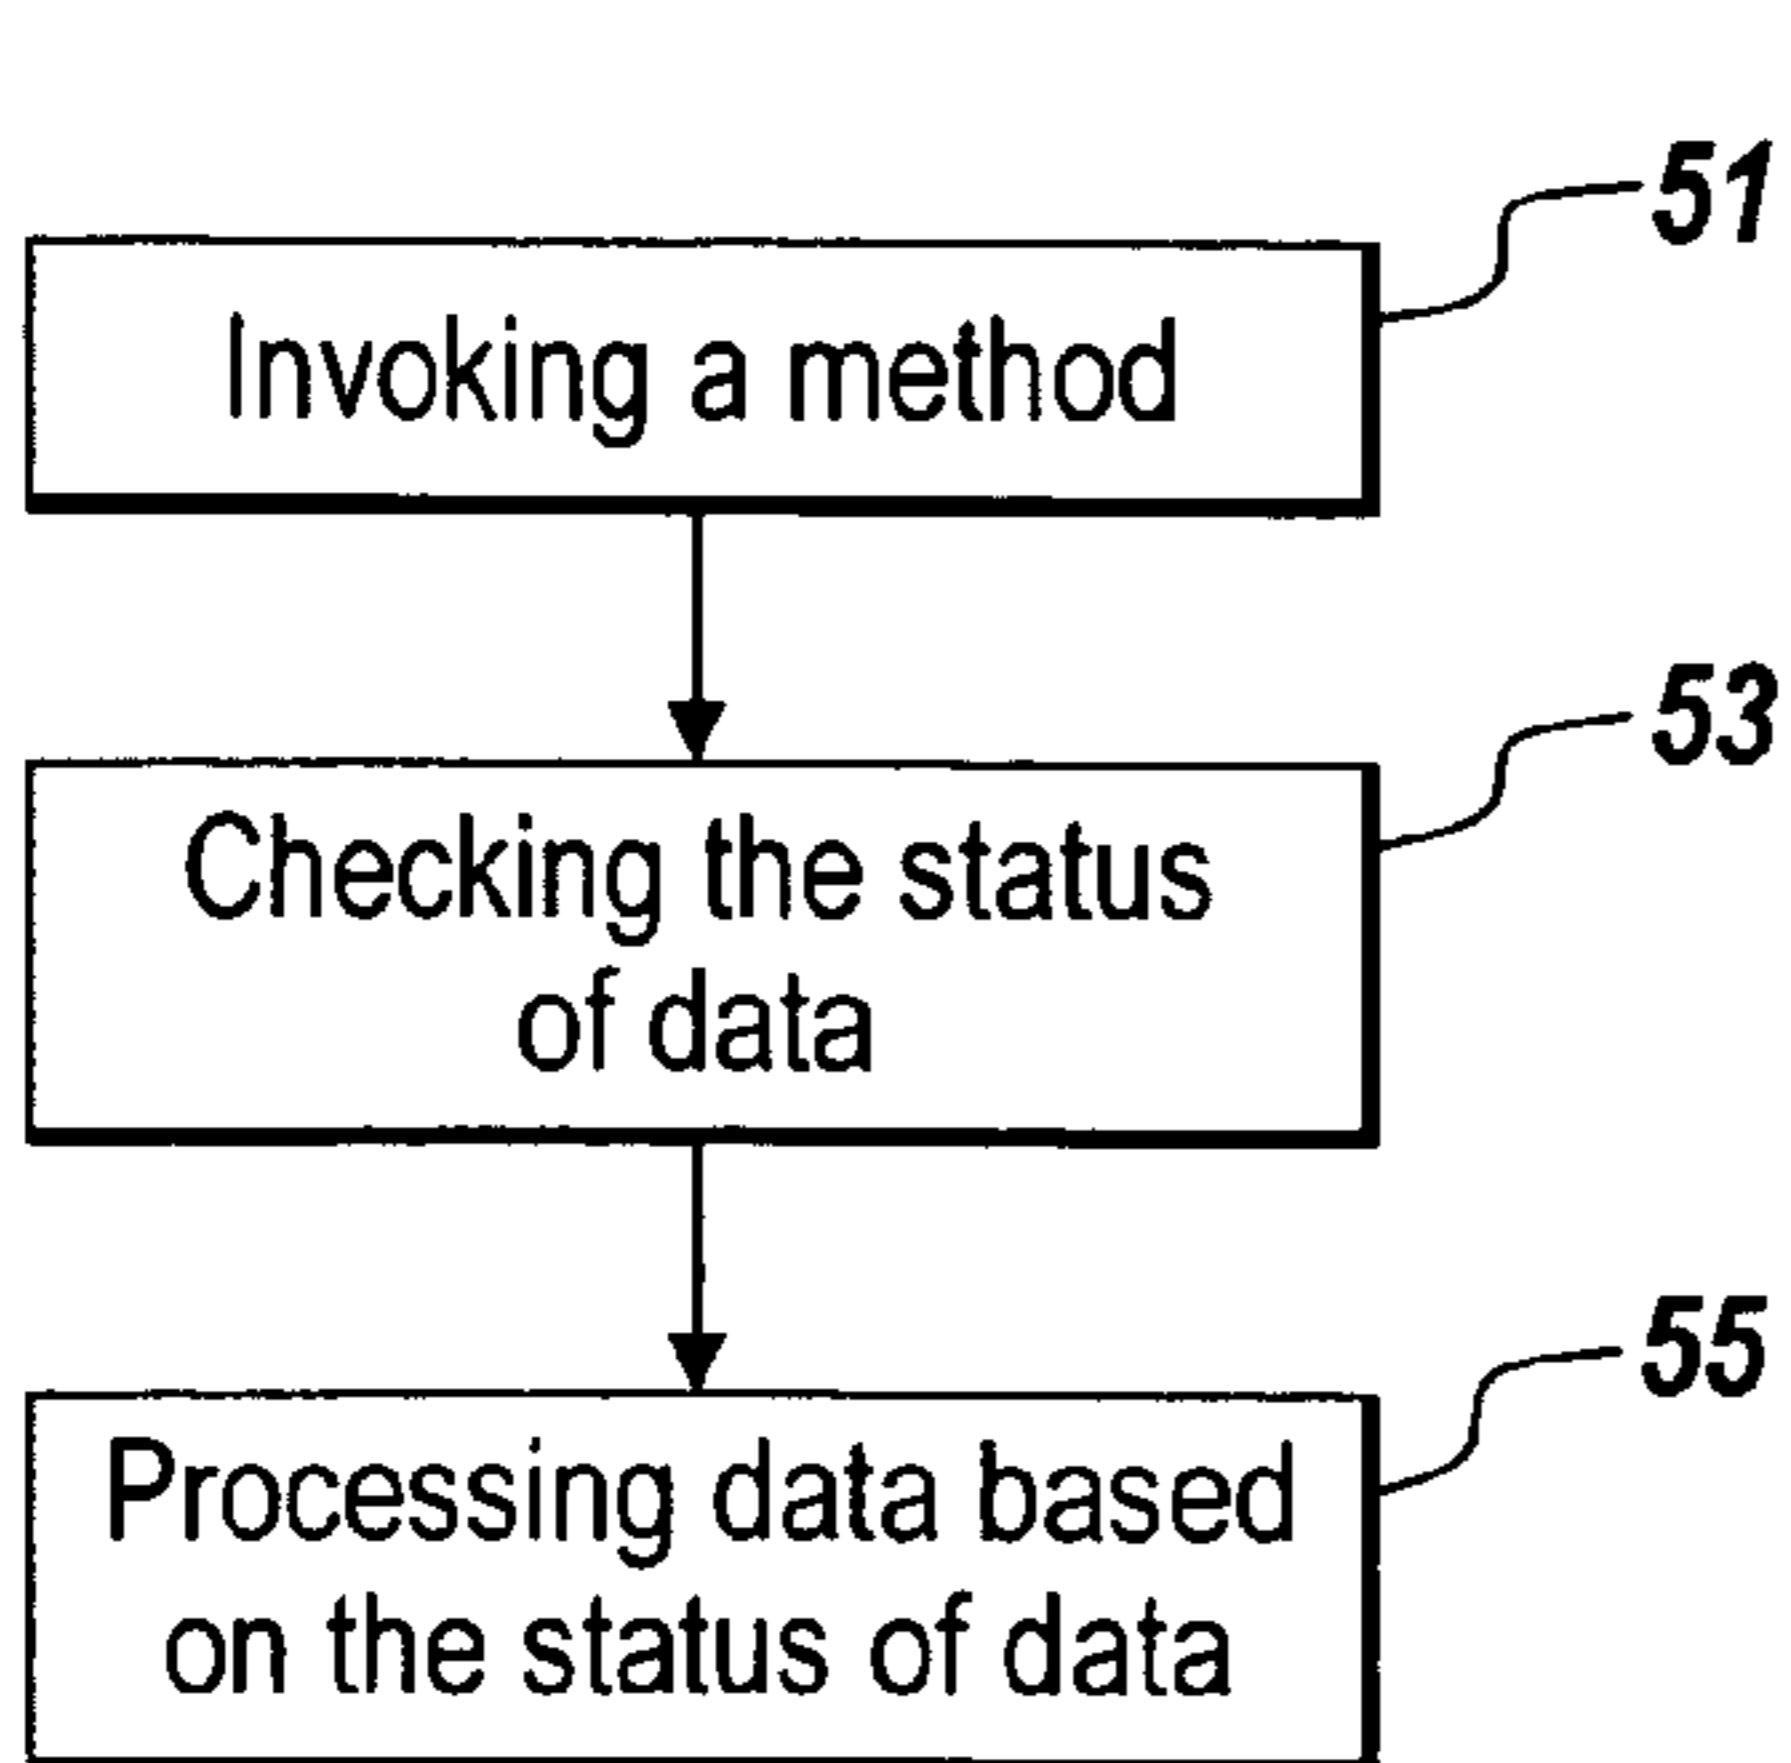 51
Invoking a method
53
Checking the status
of data
55
Processing data based
on the status of data